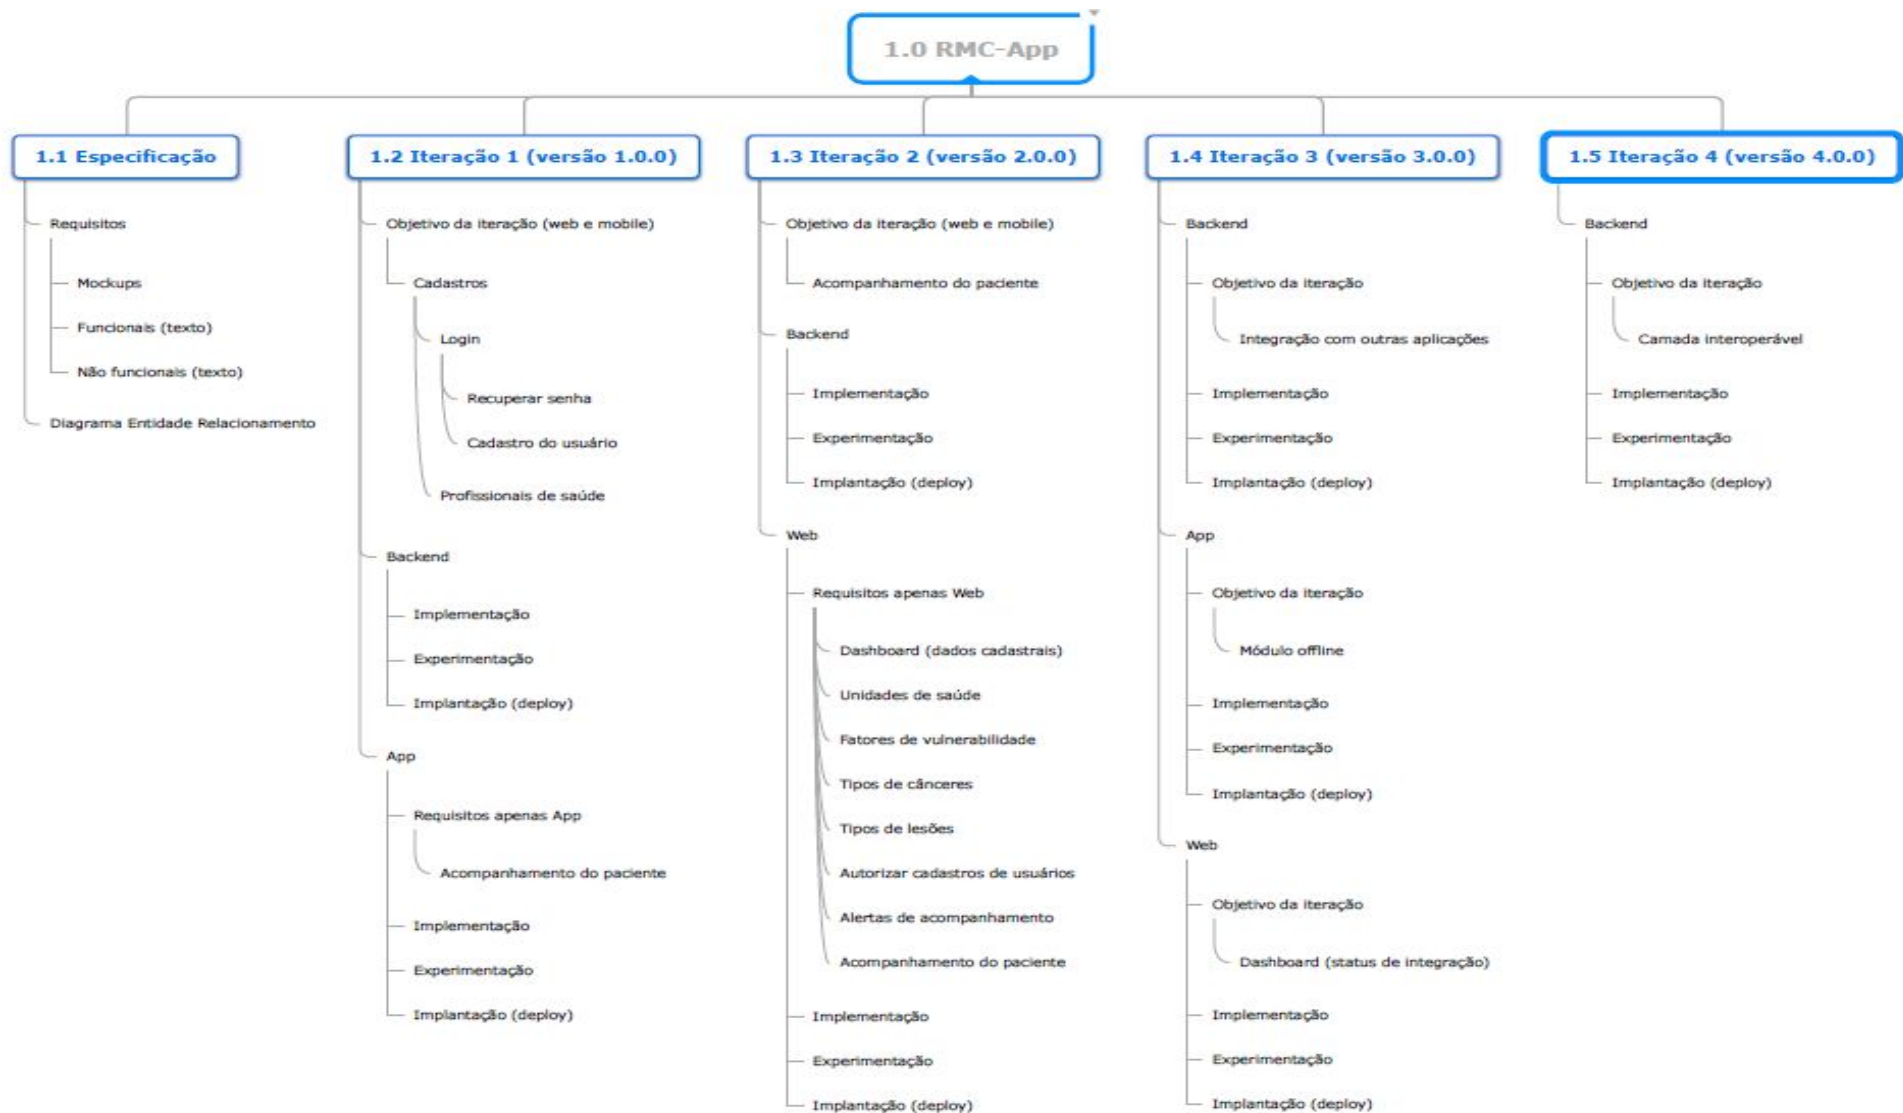 1.0 RMC-App
1.1 Especificação
Requisitos
Mockups
Funcionais (texto)
Não funcionais (texto)
Diagrama Entidade Relacionamento
1.2 Iteração 1 (versão 1.0.0)
Objetivo da iteração (web e mobile)
Cadastros
Login
Recuperar senha
Cadastro do usuário
Profissionais de saúde
Backend
Implementação
Experimentação
Implantação (deploy)
App
Requisitos apenas App
Acompanhamento do paciente
Implementação
Experimentação
Implantação (deploy)
1.3 Iteração 2 (versão 2.0.0)
Objetivo da iteração (web e mobile)
Acompanhamento do paciente
Backend
Implementação
Experimentação
Implantação (deploy)
Web
Requisitos apenas Web
Dashboard (dados cadastrais)
Unidades de saúde
Fatores de vulnerabilidade
Tipos de cânceres
Tipos de lesões
Autorizar cadastros de usuários
Alertas de acompanhamento
Acompanhamento do paciente
Implementação
Experimentação
Implantação (deploy)
1.4 Iteração 3 (versão 3.0.0)
Backend
Objetivo da iteração
Integração com outras aplicações
Implementação
Experimentação
Implantação (deploy)
App
Objetivo da iteração
Módulo offline
Implementação
Experimentação
Implantação (deploy)
Web
Objetivo da iteração
Dashboard (status de integração)
Implementação
Experimentação
Implantação (deploy)
1.5 Iteração 4 (versão 4.0.0)
Backend
Objetivo da iteração
Camada interoperável
Implementação
Experimentação
Implantação (deploy)